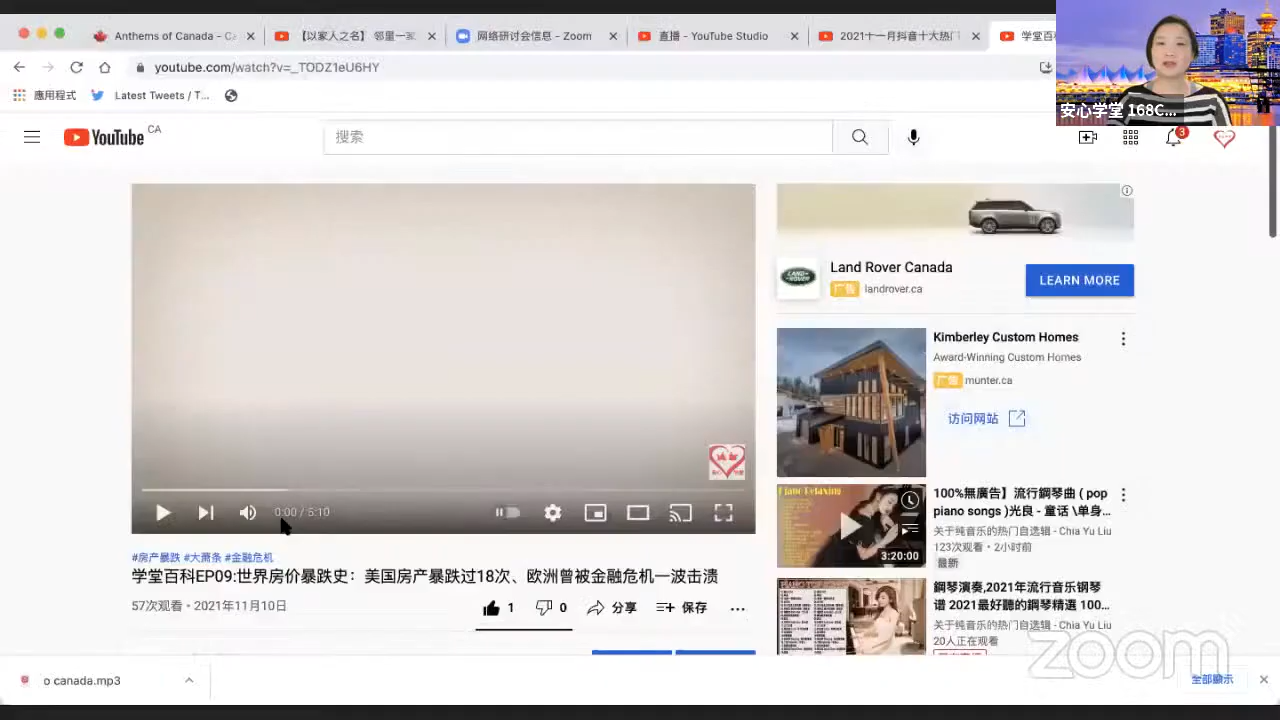 Anthems of Canada - C
【以家人之名】 邻里一家
网络研讨会信息 - Zoom
直播 - YouTube Studio
2021十一月抖音十大热门
学堂百
youtube.com/watch?v=_TODZ1eU6HY
應用程式
Latest Tweets / T...
安心学堂 168C...
YouTube CA
搜索
3
Land Rover Canada
广告 landrover.ca
LEARN MORE
Kimberley Custom Homes
Award-Winning Custom Homes
广告 munter.ca
访问网站
0:00 / 5:10
Piano Relaxing
3:20:00
100%無廣告】流行鋼琴曲 ( pop
piano songs )光良 - 童话 \单身...
关于纯音乐的热门自选辑 - Chia Yu Liu
123次观看 • 2小时前
最新
#房产暴跌 #大萧条 #金融危机
学堂百科EP09:世界房价暴跌史：美国房产暴跌过18次、欧洲曾被金融危机一波击溃
57次观看 • 2021年11月10日
1
0
分享
保存
鋼琴演奏,2021年流行音乐钢琴
谱 2021最好聽的鋼琴精選 100...
关于纯音乐的热门自选辑 - Chia Yu Liu
20人正在观看
zoom
o canada.mp3
全部顯示